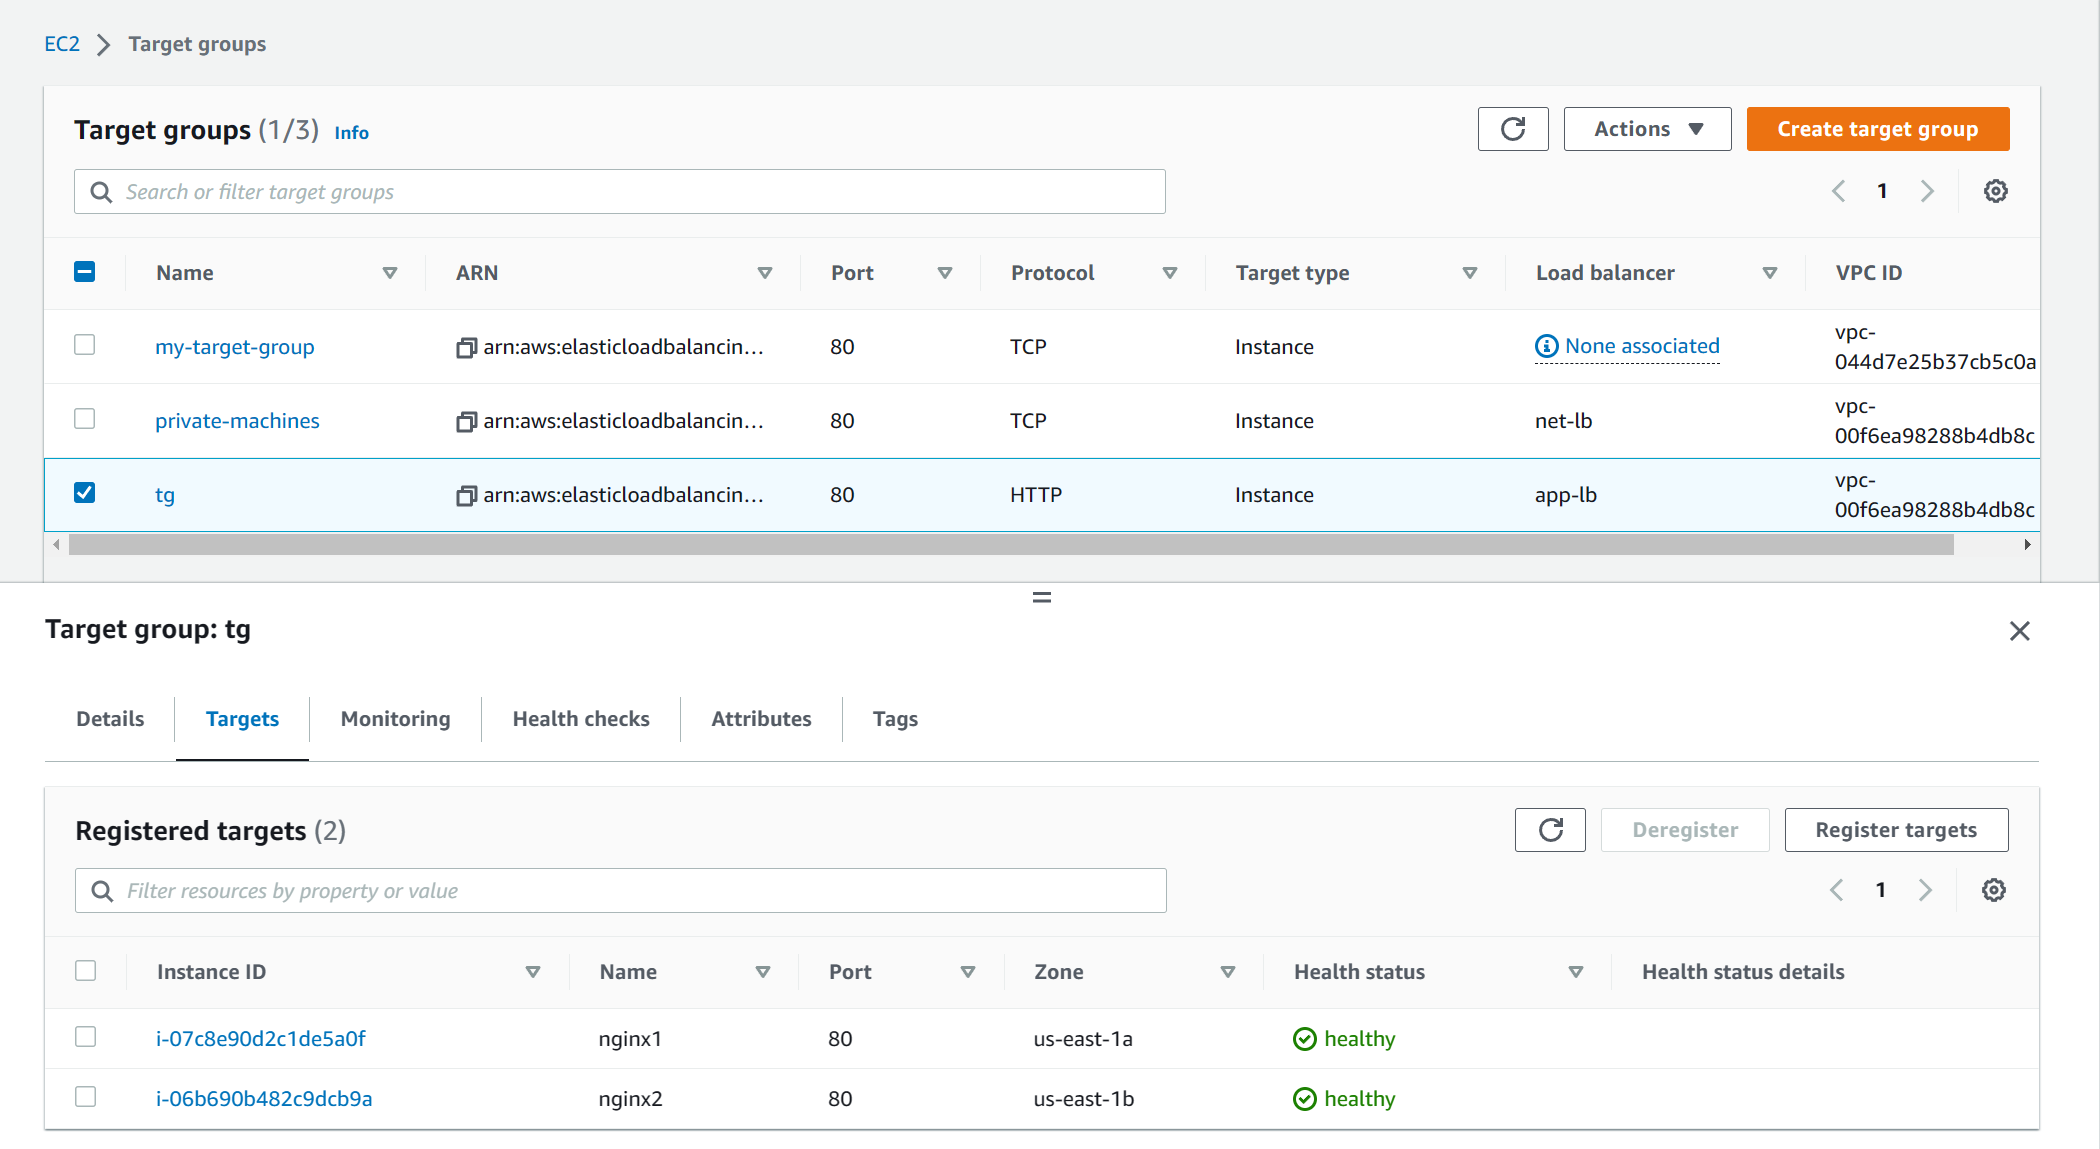 EC2 Target groups
Target groups (1/3) Info
Actions
Create target group
Search or filter target groups
1
Name ARN Port Protocol Target type Load balancer VPC ID
my-target-group arn:aws:elasticloadbalancin... 80 TCP Instance None associated vpc-
044d7e25b37cb5c0a
private-machines arn:aws:elasticloadbalancin... 80 TCP Instance net-lb vpc-
00f6ea98288b4db8c
tg arn:aws:elasticloadbalancin... 80 HTTP Instance app-lb vpc-
00f6ea98288b4db8c
Target group: tg
Details Targets Monitoring Health checks Attributes Tags
Registered targets (2)
Deregister
Register targets
Filter resources by property or value
1
Instance ID Name Port Zone Health status Health status details
i-07c8e90d2c1de5a0f nginx1 80 us-east-1a healthy
i-06b690b482c9dcb9a nginx2 80 us-east-1b healthy